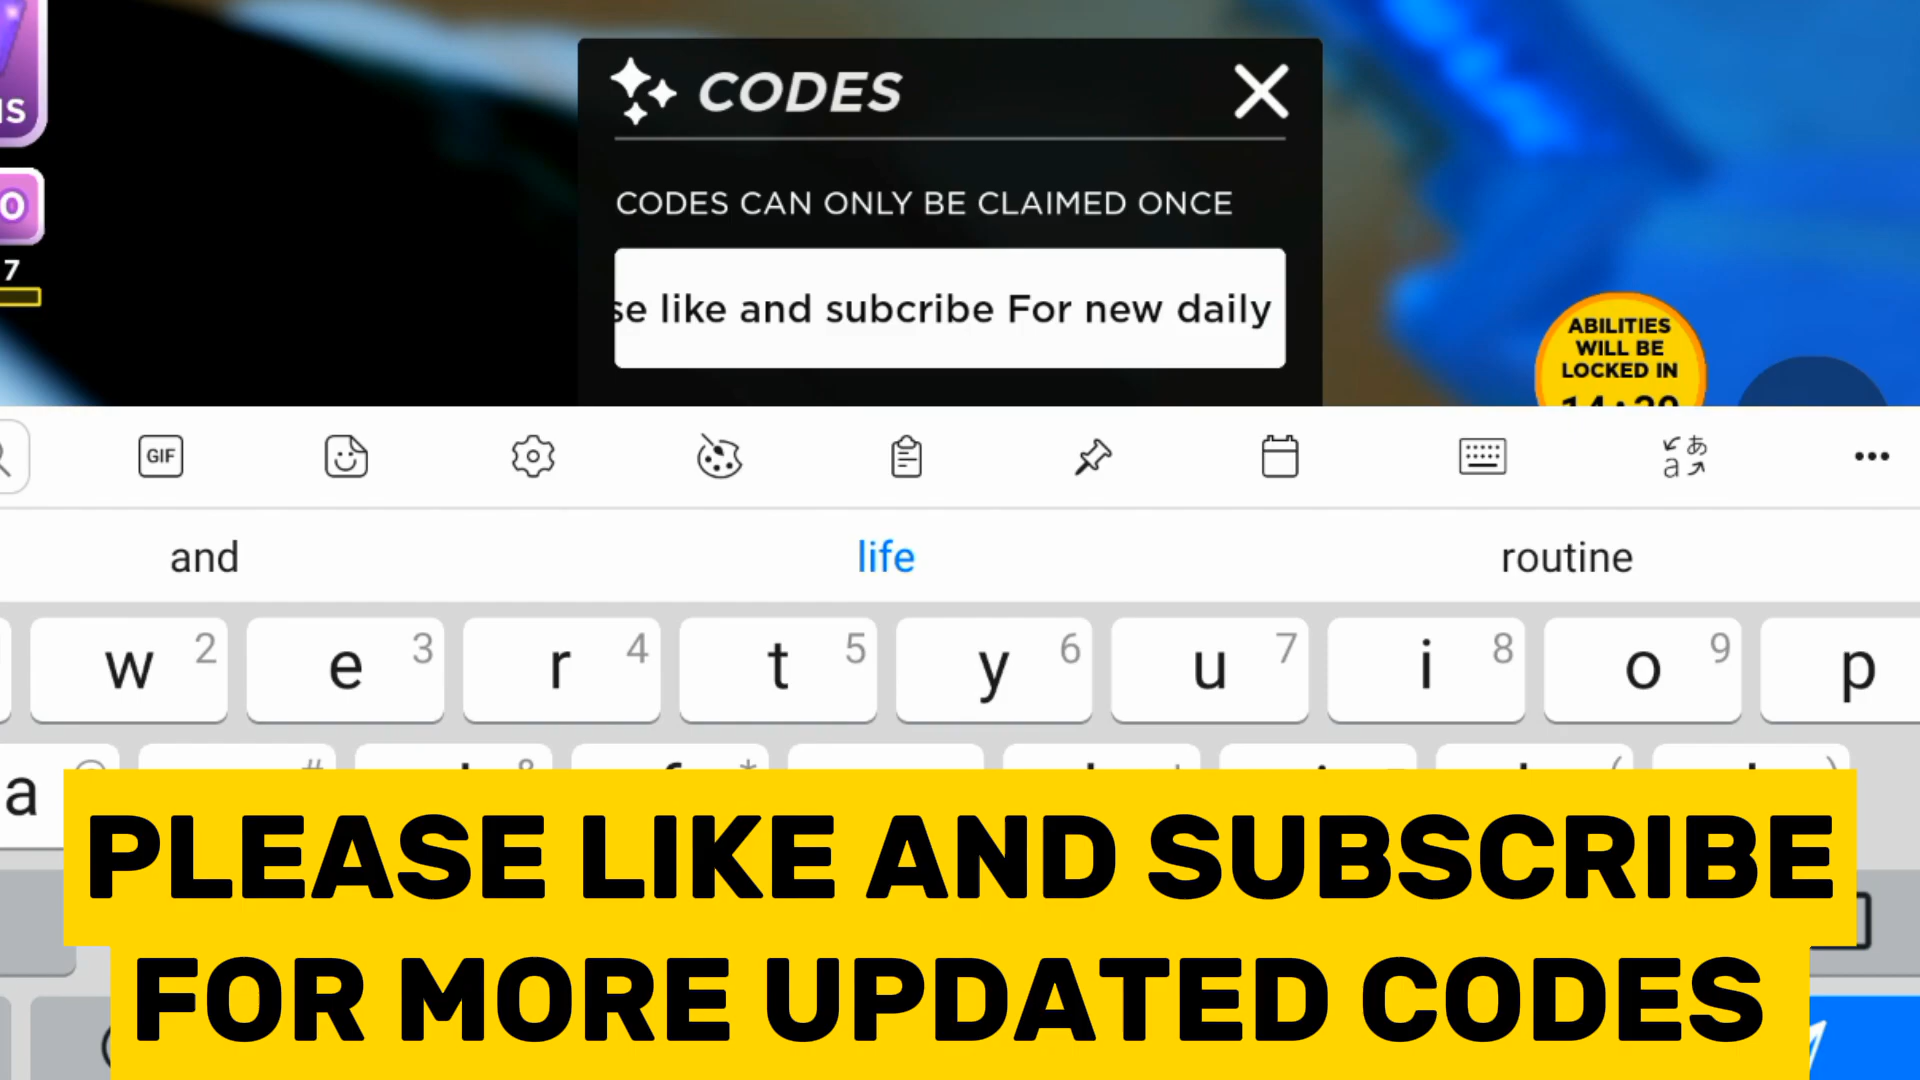 CODES
CODES CAN ONLY BE CLAIMED ONCE
se like and subcribe For new daily
7
ABILITIES
WILL BE
LOCKED IN
GIF
and life routine
w 2 e 3 r 4 t 5 y 6 u 7 i 8 o 9 p
a
PLEASE LIKE AND SUBSCRIBE
FOR MORE UPDATED CODES